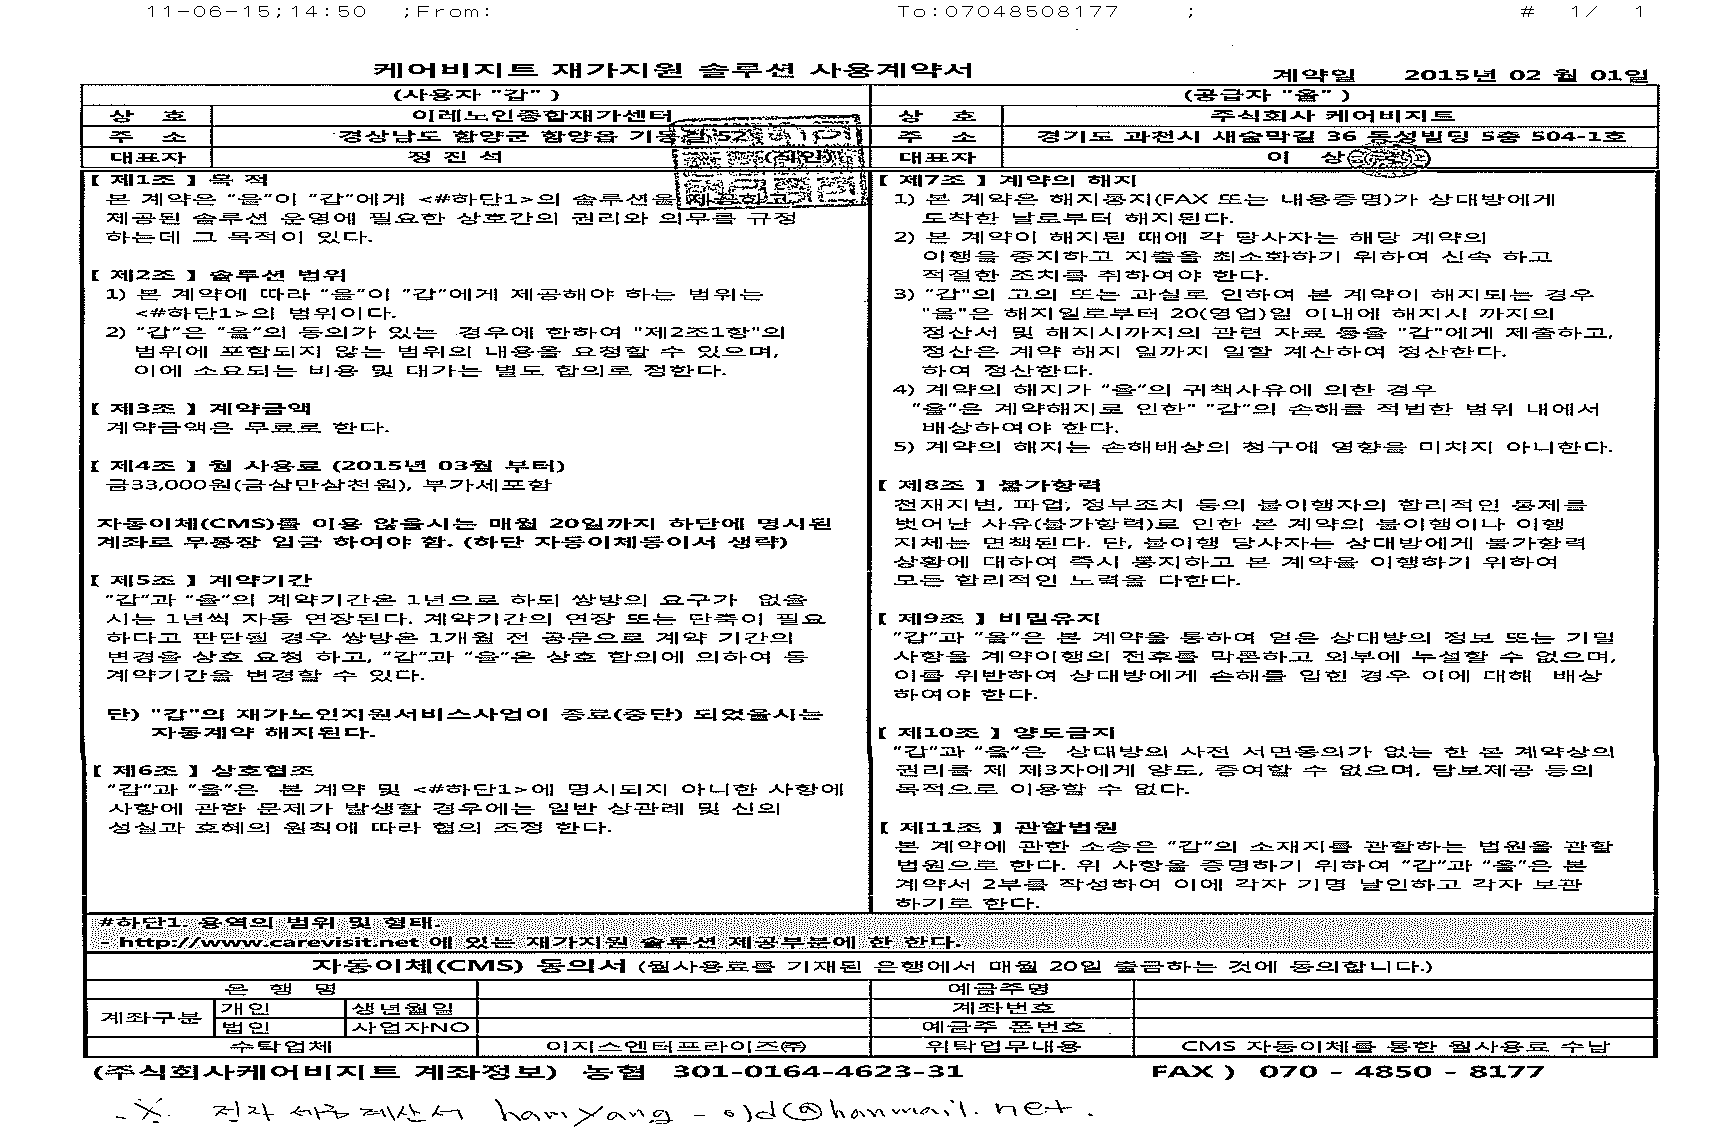 11-06-15;14:50 ;From: To:07048508177 ; # 1/ 1
케어비지트 재가지원 솔루션 사용계약서
계약일 2015년 02 월 01일
(사용자 "갑" )
상 호 이레노인종합재가센터
주 소 경상남도 함양군 함양읍 기동길 52
대표자 정 진 석 (직인)
(공급자 "을" )
상 호 주식회사 케어비지트
주 소 경기도 과천시 새술막길 36 동성빌딩 5층 504-1호
대표자 이 상
[ 제1조 ] 목 적
본 계약은 "을"이 "갑"에게 <#하단1>의 솔루션을 제공하고
제공된 솔루션 운영에 필요한 상호간의 권리와 의무를 규정
하는데 그 목적이 있다.
[ 제2조 ] 솔루션 범위
1) 본 계약에 따라 "을"이 "갑"에게 제공해야 하는 범위는
<#하단1>의 범위이다.
2) "갑"은 "을"의 동의가 있는 경우에 한하여 "제2조1항"의
범위에 포함되지 않는 범위의 내용을 요청할 수 있으며,
이에 소요되는 비용 및 대가는 별도 합의로 정한다.
[ 제3조 ] 계약금액
계약금액은 무료로 한다.
[ 제4조 ] 월 사용료 (2015년 03월 부터)
금33,000원(금삼만삼천원), 부가세포함
자동이체(CMS)를 이용 않을시는 매월 20일까지 하단에 명시된
계좌로 무통장 입금 하여야 함. (하단 자동이체동이서 생략)
[ 제5조 ] 계약기간
"갑"과 "을"의 계약기간은 1년으로 하되 쌍방의 요구가 없을
시는 1년씩 자동 연장된다. 계약기간의 연장 또는 단축이 필요
하다고 판단될 경우 쌍방은 1개월 전 공문으로 계약 기간의
변경을 상호 요청 하고, "갑"과 "을"은 상호 합의에 의하여 동
계약기간을 변경할 수 있다.
단) "갑"의 재가노인지원서비스사업이 종료(중단) 되었을시는
자동계약 해지된다.
[ 제6조 ] 상호협조
"갑"과 "을"은 본 계약 및 <#하단1>에 명시되지 아니한 사항에
사항에 관한 문제가 발생할 경우에는 일반 상관례 및 신의
성실과 호혜의 원칙에 따라 협의 조정 한다.
[ 제7조 ] 계약의 해지
1) 본 계약은 해지통지(FAX 또는 내용증명)가 상대방에게
도착한 날로부터 해지된다.
2) 본 계약이 해지된 때에 각 당사자는 해당 계약의
이행을 중지하고 지출을 최소화하기 위하여 신속 하고
적절한 조치를 취하여야 한다.
3) "갑"의 고의 또는 과실로 인하여 본 계약이 해지되는 경우
"을"은 해지일로부터 20(영업)일 이내에 해지시 까지의
정산서 및 해지시까지의 관련 자료 등을 "갑"에게 제출하고,
정산은 계약 해지 일까지 일할 계산하여 정산한다.
하여 정산한다.
4) 계약의 해지가 "을"의 귀책사유에 의한 경우
"을"은 계약해지로 인한" "갑"의 손해를 적법한 범위 내에서
배상하여야 한다.
5) 계약의 해지는 손해배상의 청구에 영향을 미치지 아니한다.
[ 제8조 ] 불가항력
천재지변, 파업, 정부조치 등의 불이행자의 합리적인 통제를
벗어난 사유(불가항력)로 인한 본 계약의 불이행이나 이행
지체는 면책된다. 단, 불이행 당사자는 상대방에게 불가항력
상황에 대하여 즉시 통지하고 본 계약을 이행하기 위하여
모든 합리적인 노력을 다한다.
[ 제9조 ] 비밀유지
"갑"과 "을"은 본 계약을 통하여 얻은 상대방의 정보 또는 기밀
사항을 계약이행의 전후를 막론하고 외부에 누설할 수 없으며,
이를 위반하여 상대방에게 손해를 입힌 경우 이에 대해 배상
하여야 한다.
[ 제10조 ] 양도금지
"갑"과 "을"은 상대방의 사전 서면동의가 없는 한 본 계약상의
권리를 제 제3자에게 양도, 증여할 수 없으며, 담보제공 등의
목적으로 이용할 수 없다.
[ 제11조 ] 관할법원
본 계약에 관한 소송은 "갑"의 소재지를 관할하는 법원을 관할
법원으로 한다. 위 사항을 증명하기 위하여 "갑"과 "을"은 본
계약서 2부를 작성하여 이에 각자 기명 날인하고 각자 보관
하기로 한다.
#하단1. 용역의 범위 및 형태.
- http://www.carevisit.net 에 있는 재가지원 솔루션 제공부분에 한 한다.
자동이체(CMS) 동의서 (월사용료를 기재된 은행에서 매월 20일 출금하는 것에 동의합니다.)
은 행 명 예금주명
계좌구분 개인 생년월일 계좌번호
법인 사업자NO 예금주 폰번호
수탁업체 이지스엔터프라이즈㈜ 위탁업무내용 CMS 자동이체를 통한 월사용료 수납
(주식회사케어비지트 계좌정보) 농협 301-0164-4623-31 FAX ) 070 - 4850 - 8177
-※. 전자 세금 계산서 hamyang - old@hanmail.net.